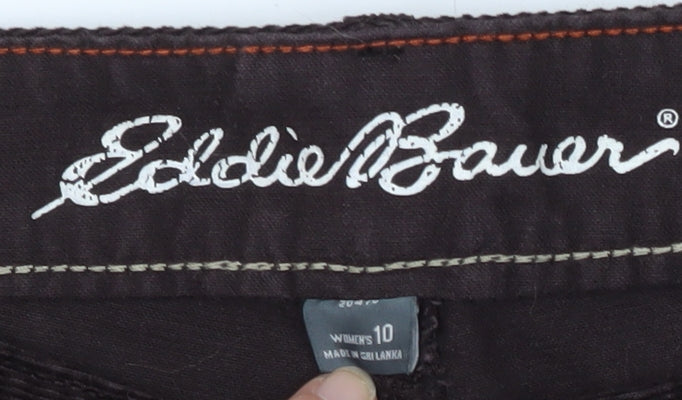 Eddie Bauer®
WOMEN'S 10
MADE IN SRI LANKA